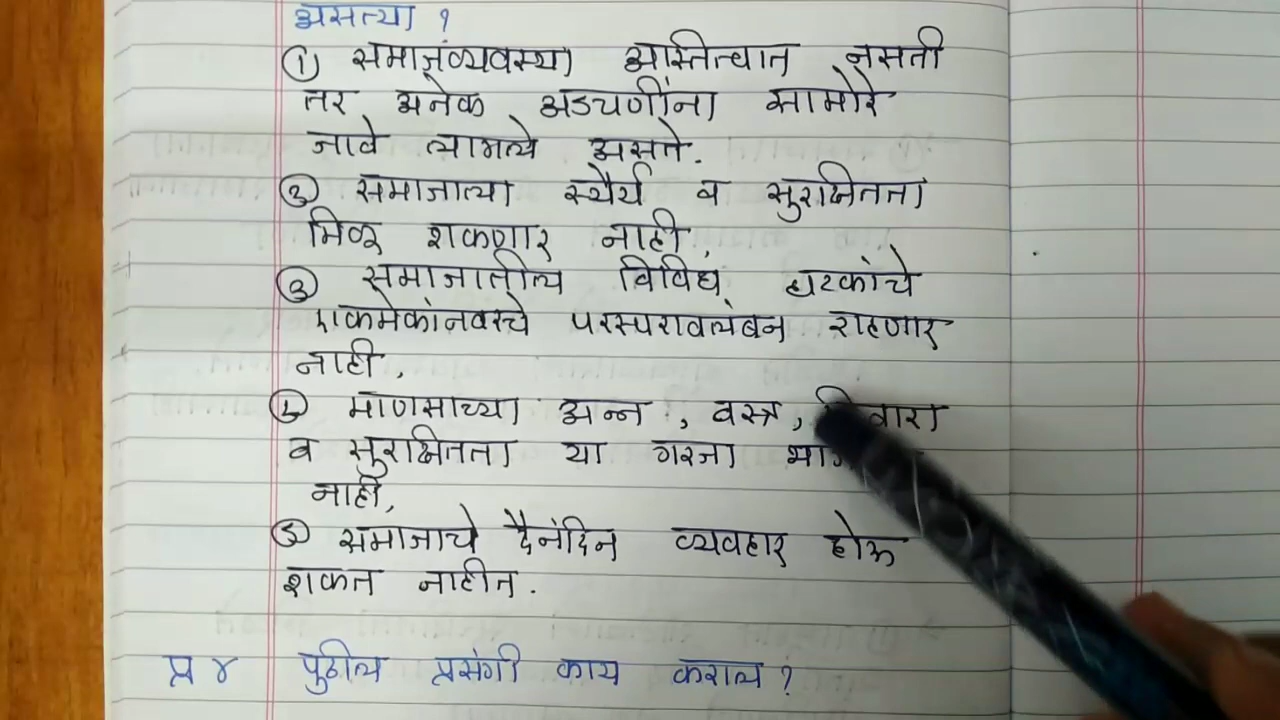 असत्या ?
① समाजव्यवस्था अस्तित्वात नसती
तर अनेक अडचणींना सामोरे
जावे लागले असते.
② समाजाला स्थैर्य व सुरक्षितता
मिळू शकणार नाही.
③ समाजातील विविध घटकांचे
एकमेकांनवरचे परस्परावलंबन राहणार
नाही.
④ माणसाच्या अन्न , वस्त्र ,
व सुरक्षितता या गरजा
नाही,
⑤ समाजाचे दैनंदिन व्यवहार होऊ
शकत नाहीत.
प्र ४ पुढील प्रसंगी काय कराल ?